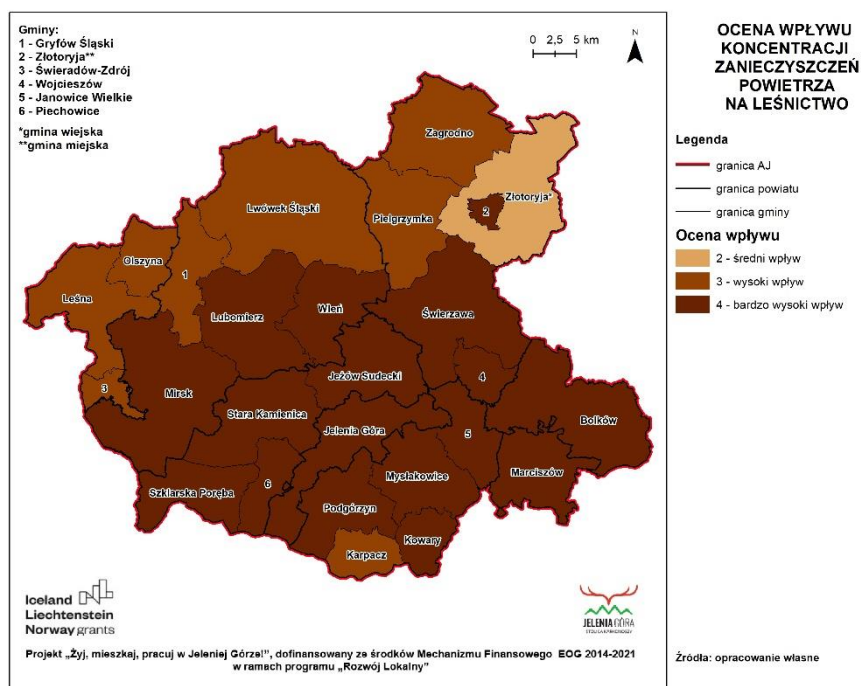 Gminy:
1 - Gryfów Śląski
2 - Złotoryja**
3 - Świeradów-Zdrój
4 - Wojcieszów
5 - Janowice Wielkie
6 - Piechowice
*gmina wiejska
**gmina miejska
0 2,5 5 km
N
OCENA WPŁYWU
KONCENTRACJI
ZANIECZYSZCZEŃ
POWIETRZA
NA LEŚNICTWO
Legenda
granica AJ
granica powiatu
granica gminy
Ocena wpływu
2 - średni wpływ
3 - wysoki wpływ
4 - bardzo wysoki wpływ
Zagrodno
Złotoryja*
2
Pielgrzymka
Lwówek Śląski
Olszyna
1
Leśna
Lubomierz
Wleń
Świerzawa
Mirsk
3
Jeżów Sudecki
4
Stara Kamienica
Jelenia Góra
Bolków
5
Mysłakowice
Marciszów
6
Szklarska Poręba
Podgórzyn
Kowary
Karpacz
Iceland
Liechtenstein
Norway grants
JELENIA GÓRA
STOLICA KARKONOSZY
Projekt „Żyj, mieszkaj, pracuj w Jeleniej Górze!”, dofinansowany ze środków Mechanizmu Finansowego EOG 2014-2021
w ramach programu „Rozwój Lokalny”
Źródła: opracowanie własne